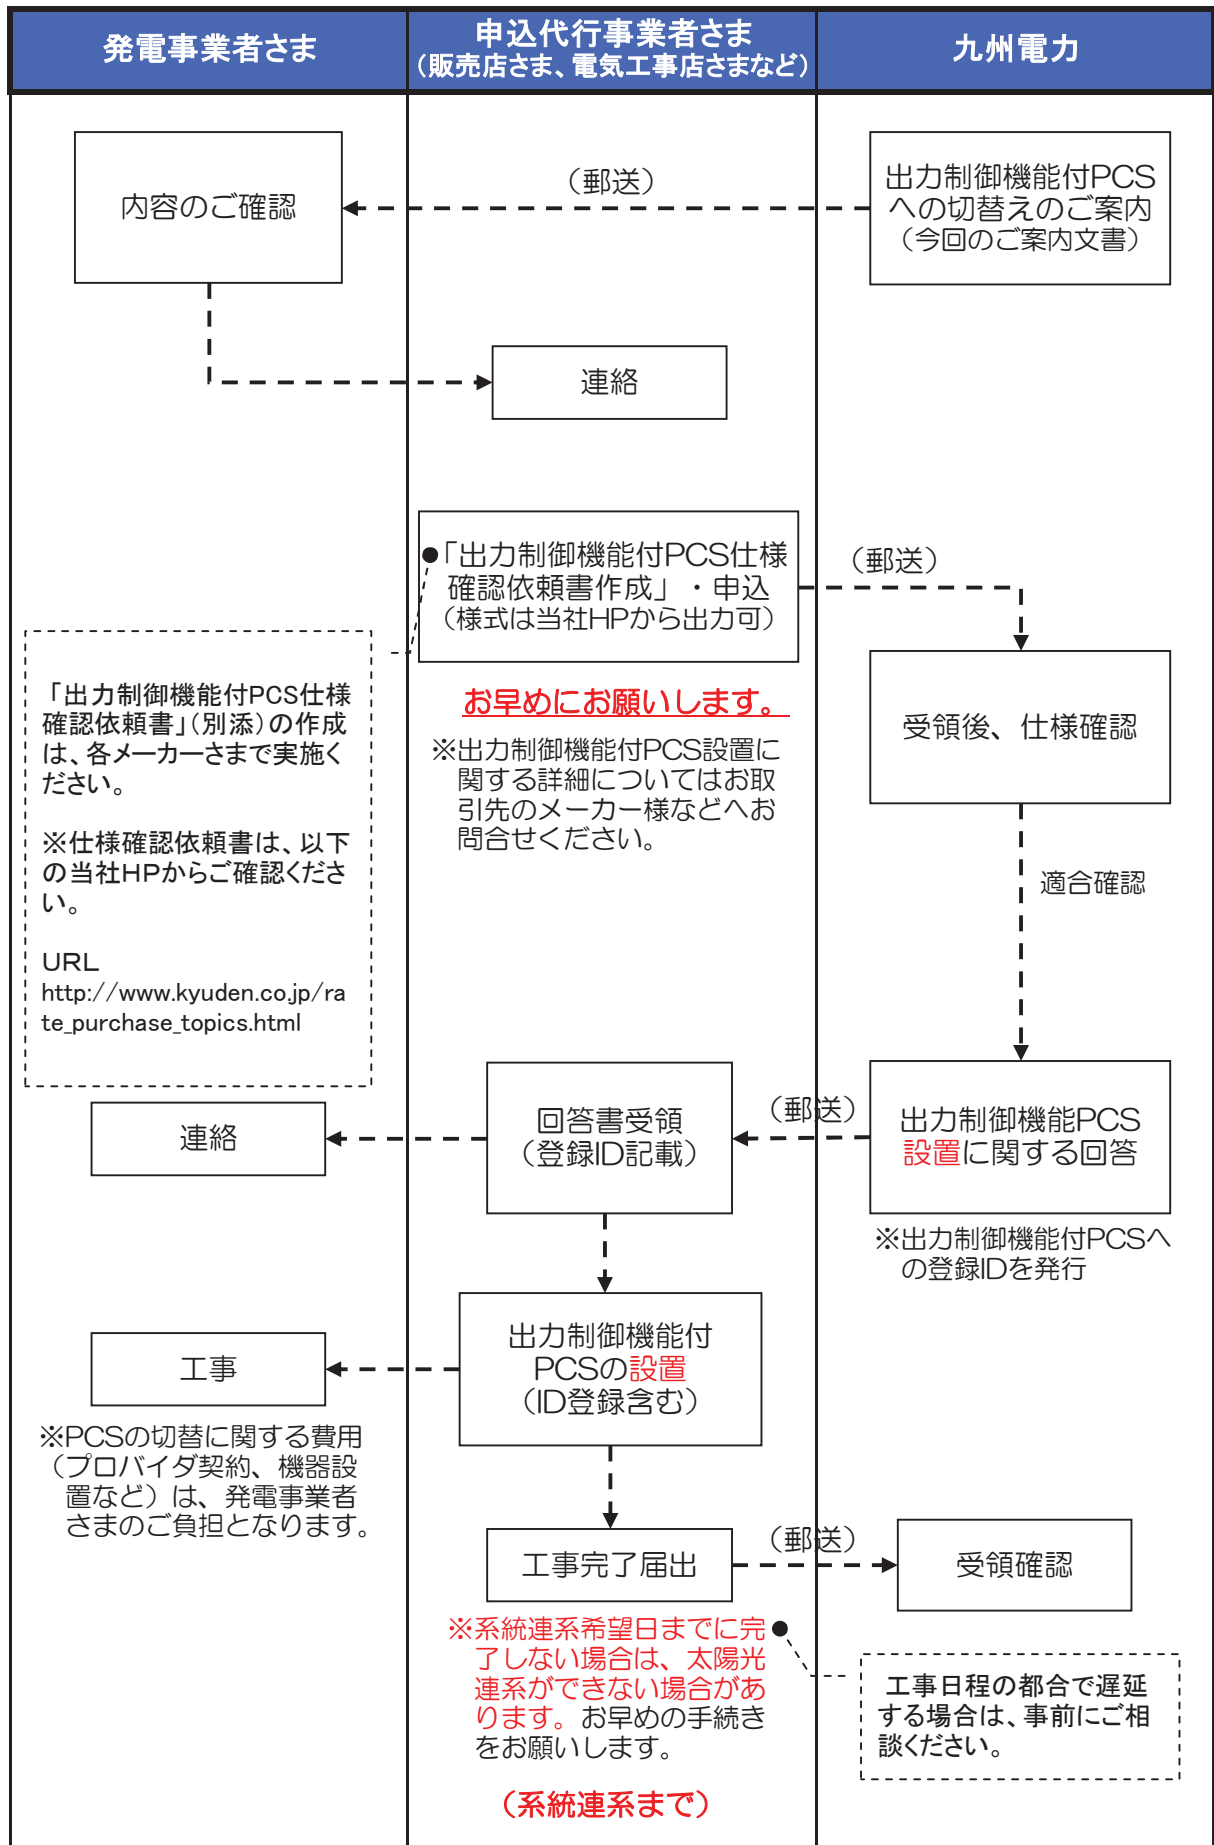 発電事業者さま
申込代行事業者さま
（販売店さま、電気工事店さまなど）
九州電力
内容のご確認
（郵送）
出力制御機能付PCS
への切替えのご案内
（今回のご案内文書）
連絡
●「出力制御機能付PCS仕様
確認依頼書作成」・申込
（様式は当社HPから出力可）
（郵送）
お早めにお願いします。
※出力制御機能付PCS設置に
関する詳細についてはお取
引先のメーカー様などへお
問合せください。
「出力制御機能付PCS仕様
確認依頼書」（別添）の作成
は、各メーカーさまで実施く
ださい。
※仕様確認依頼書は、以下
の当社HPからご確認くださ
い。
URL
http://www.kyuden.co.jp/ra
te_purchase_topics.html
受領後、仕様確認
適合確認
連絡
回答書受領
（登録ID記載）
（郵送）
出力制御機能PCS
設置に関する回答
※出力制御機能付PCSへ
の登録IDを発行
工事
出力制御機能付
PCSの設置
（ID登録含む）
※PCSの切替に関する費用
（プロバイダ契約、機器設
置など）は、発電事業者
さまのご負担となります。
工事完了届出
（郵送）
受領確認
※系統連系希望日までに完
了しない場合は、太陽光
連系ができない場合があ
ります。お早めの手続き
をお願いします。
（系統連系まで）
工事日程の都合で遅延
する場合は、事前にご相
談ください。